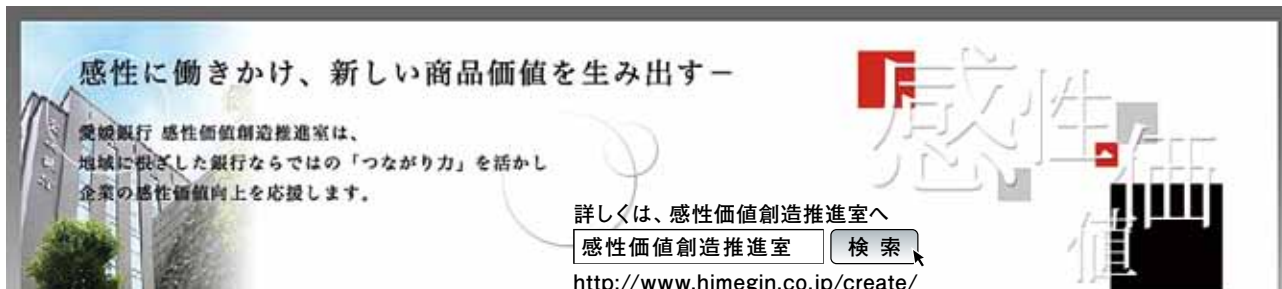 感性に働きかけ、新しい商品価値を生み出す－
愛媛銀行 感性価値創造推進室は、
地域に根ざした銀行ならではの「つながり力」を活かし
企業の感性価値向上を応援します。
詳しくは、感性価値創造推進室へ
感性価値創造推進室 検索
http://www.himegin.co.jp/create/
感性価値